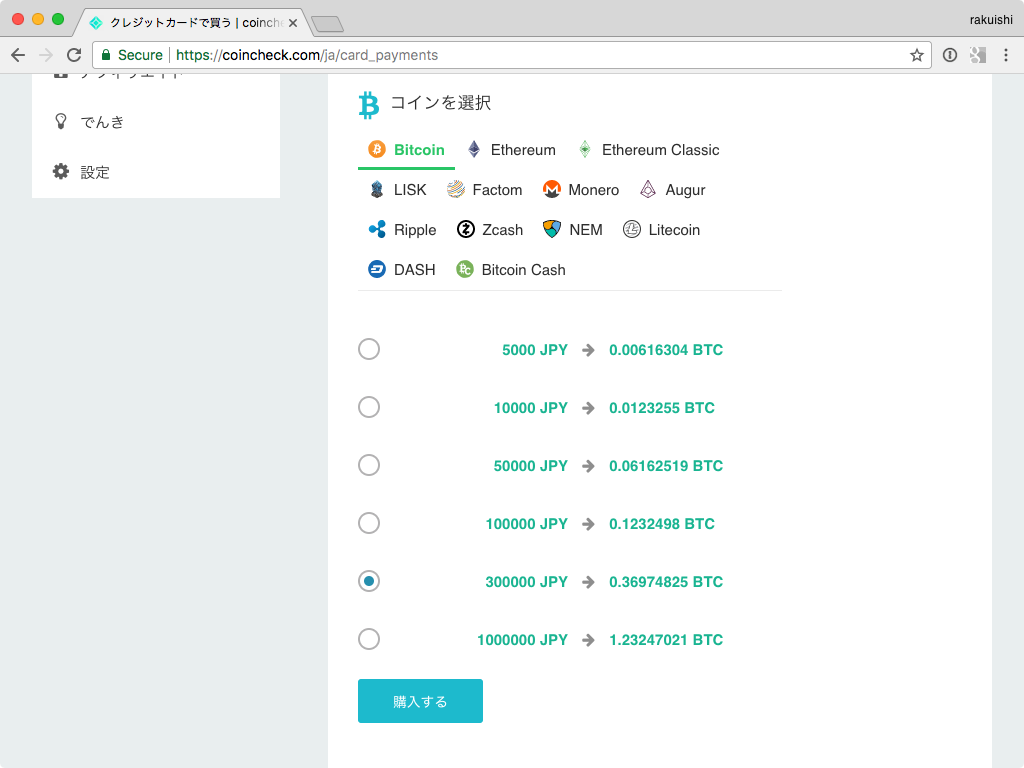 クレジットカードで買う | coinch
rakuishi
Secure
https://coincheck.com/ja/card_payments
でんき
設定
コインを選択
Bitcoin Ethereum Ethereum Classic
LISK Factom Monero Augur
Ripple Zcash NEM Litecoin
DASH Bitcoin Cash
5000 JPY → 0.00616304 BTC
10000 JPY → 0.0123255 BTC
50000 JPY → 0.06162519 BTC
100000 JPY → 0.1232498 BTC
300000 JPY → 0.36974825 BTC
1000000 JPY → 1.23247021 BTC
購入する